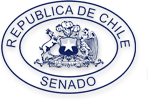 REPUBLICA DE CHILE
SENADO